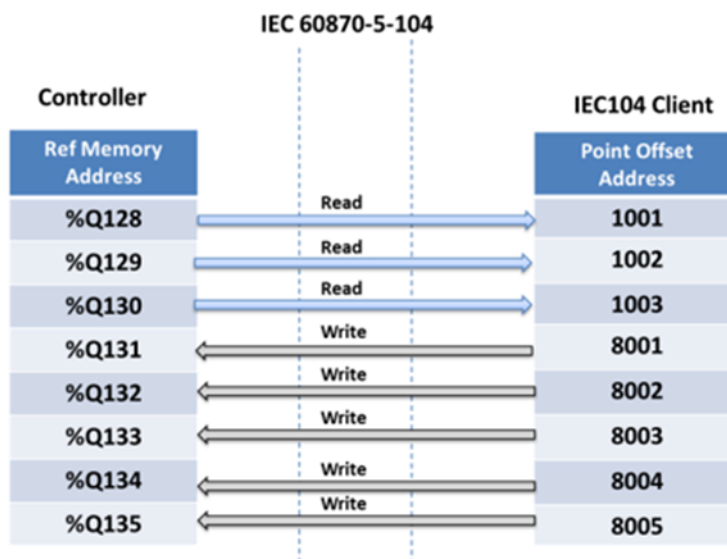 IEC 60870-5-104
Controller
IEC104 Client
Ref Memory
Address
Point Offset
Address
%Q128 Read 1001
%Q129 Read 1002
%Q130 Read 1003
%Q131 Write 8001
%Q132 Write 8002
%Q133 Write 8003
%Q134 Write 8004
%Q135 Write 8005